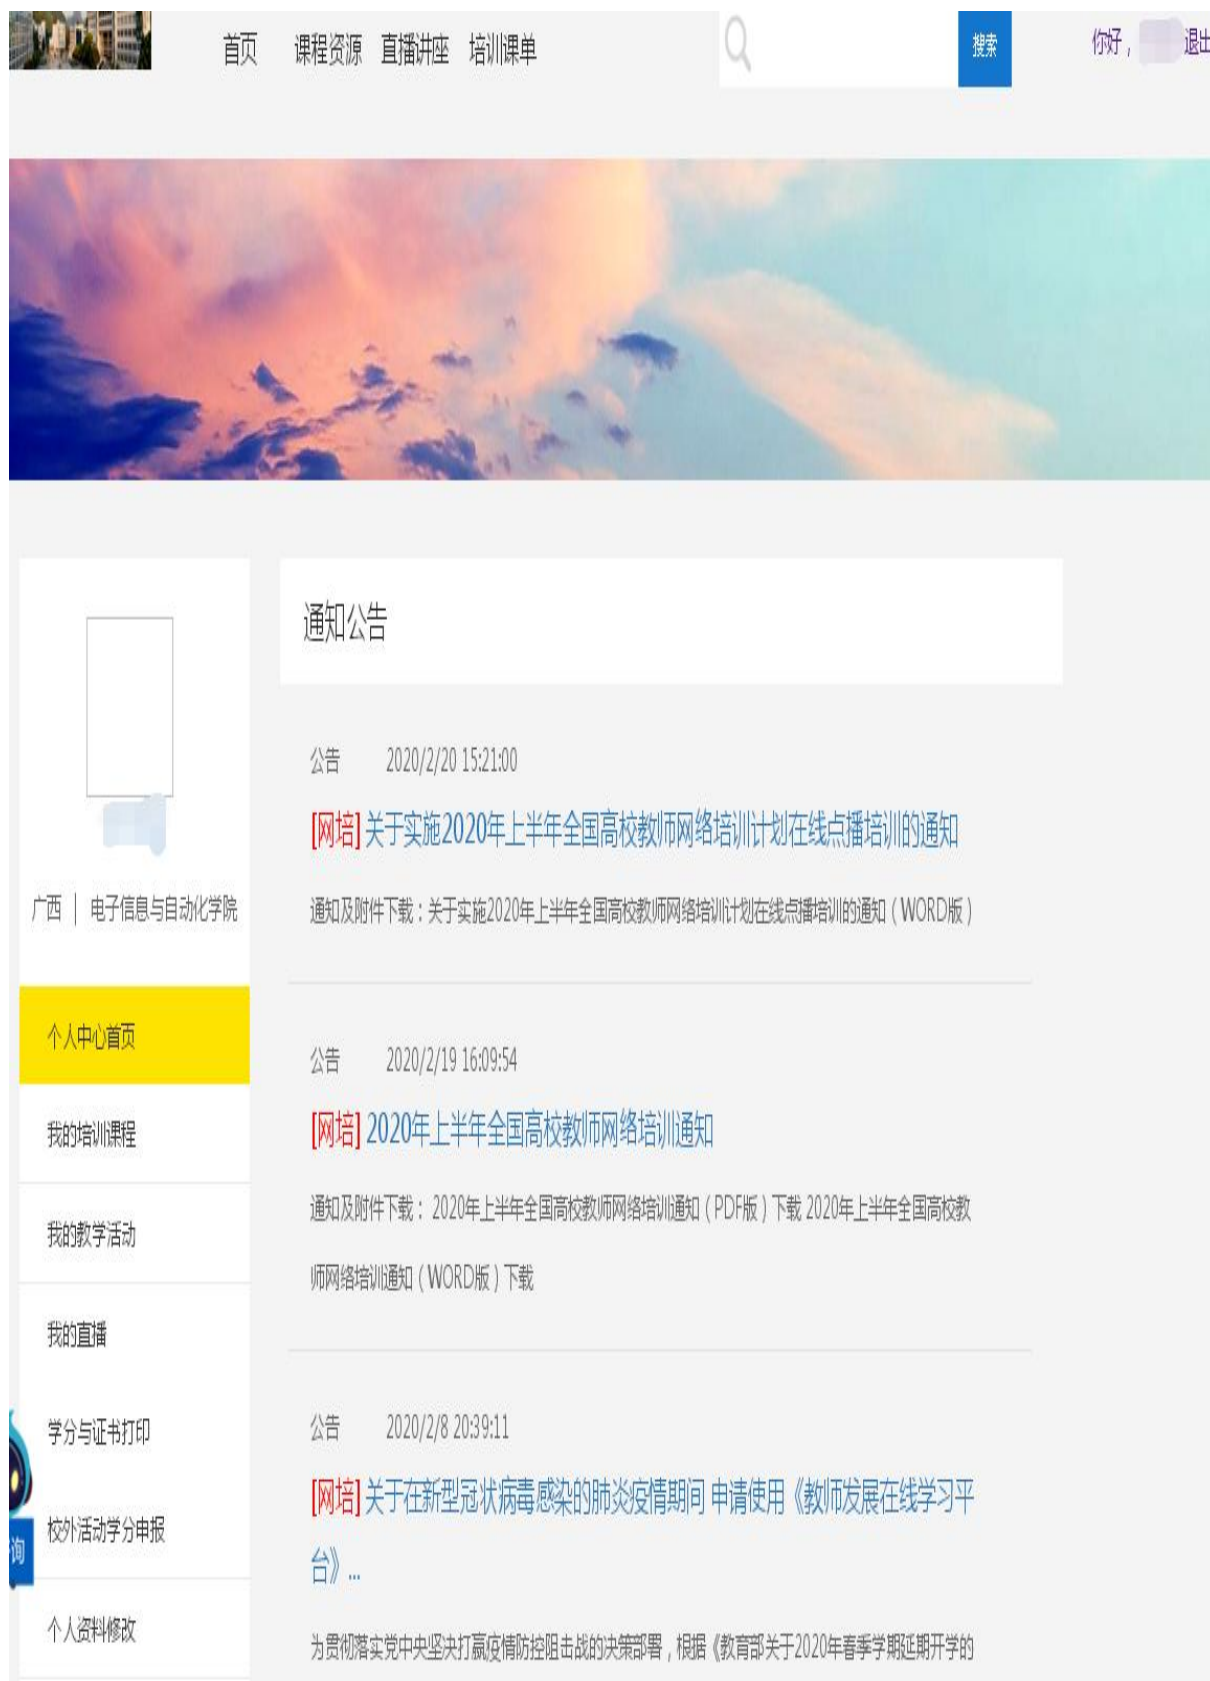 首页 课程资源 直播讲座 培训课单 搜索 你好， 退出
通知公告
广西 | 电子信息与自动化学院
个人中心首页
我的培训课程
我的教学活动
我的直播
学分与证书打印
校外活动学分申报
个人资料修改
询
公告 2020/2/20 15:21:00
[网培] 关于实施2020年上半年全国高校教师网络培训计划在线点播培训的通知
通知及附件下载：关于实施2020年上半年全国高校教师网络培训计划在线点播培训的通知（WORD版）
公告 2020/2/19 16:09:54
[网培] 2020年上半年全国高校教师网络培训通知
通知及附件下载： 2020年上半年全国高校教师网络培训通知（PDF版）下载 2020年上半年全国高校教
师网络培训通知（WORD版）下载
公告 2020/2/8 20:39:11
[网培] 关于在新型冠状病毒感染的肺炎疫情期间 申请使用《教师发展在线学习平
台》...
为贯彻落实党中央坚决打赢疫情防控阻击战的决策部署，根据《教育部关于2020年春季学期延期开学的